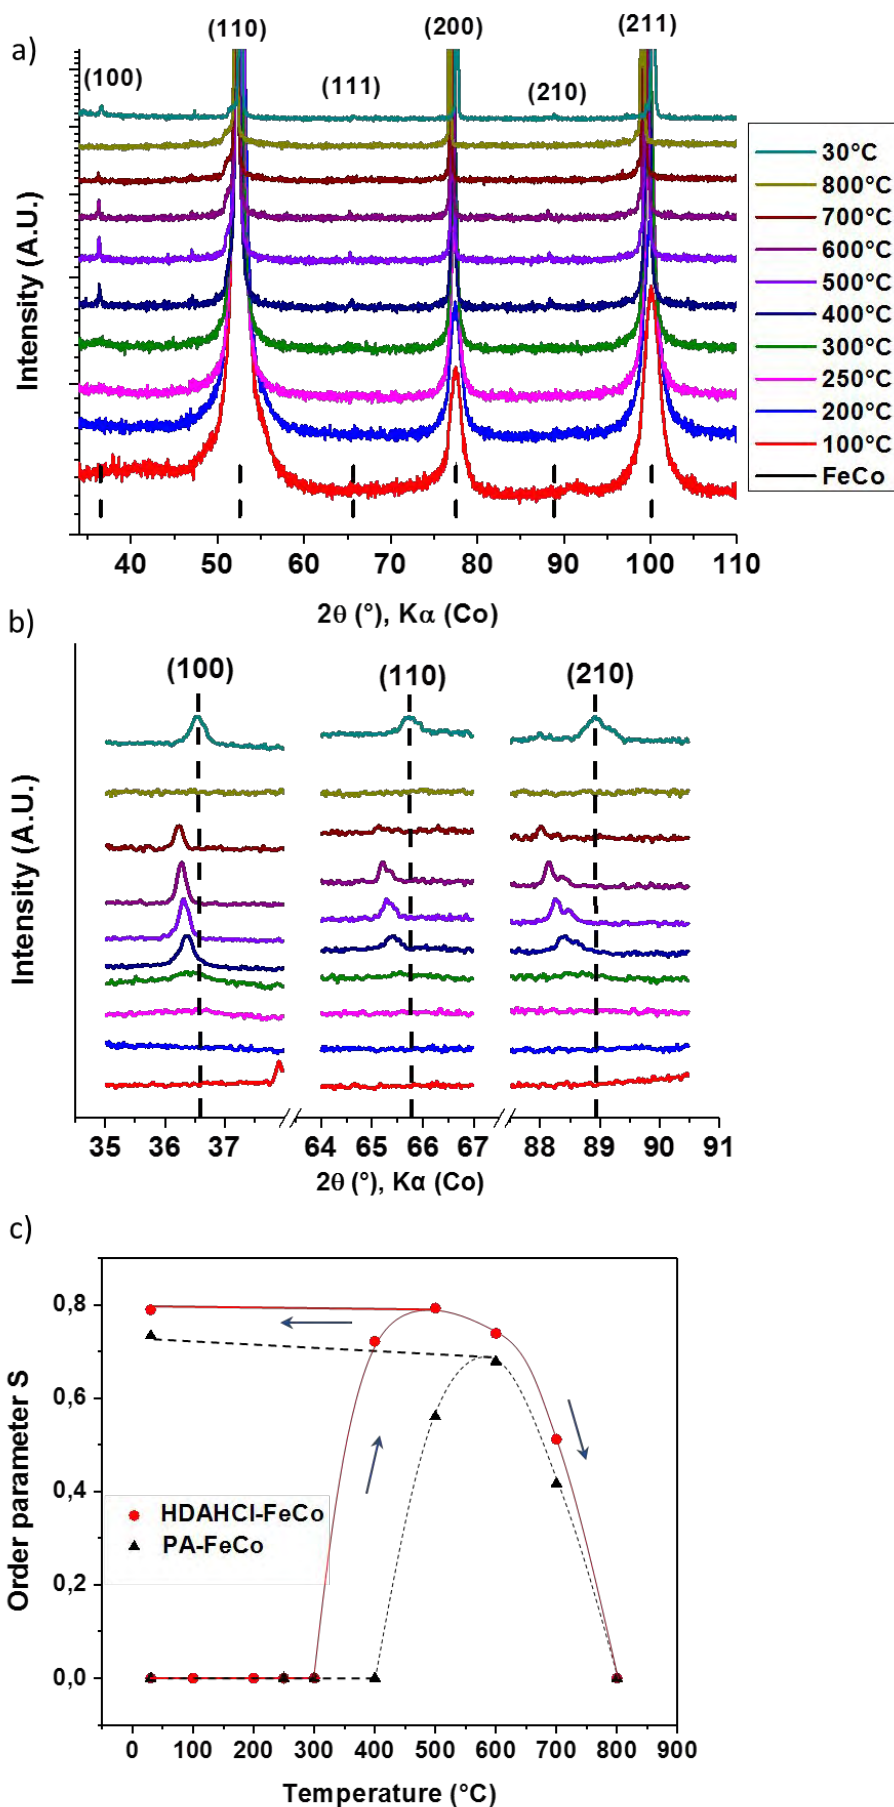 a)
(100)
(110)
(111)
(200)
(210)
(211)
Intensity (A.U.)
30°C
800°C
700°C
600°C
500°C
400°C
300°C
250°C
200°C
100°C
FeCo
40 50 60 70 80 90 100 110
2θ (°), Kα (Co)
b)
(100) (110) (210)
Intensity (A.U.)
35 36 37 64 65 66 67 88 89 90 91
2θ (°), Kα (Co)
c)
Order parameter S
0,8
0,6
0,4
0,2
0,0
HDAHCl-FeCo
PA-FeCo
0 100 200 300 400 500 600 700 800 900
Temperature (°C)